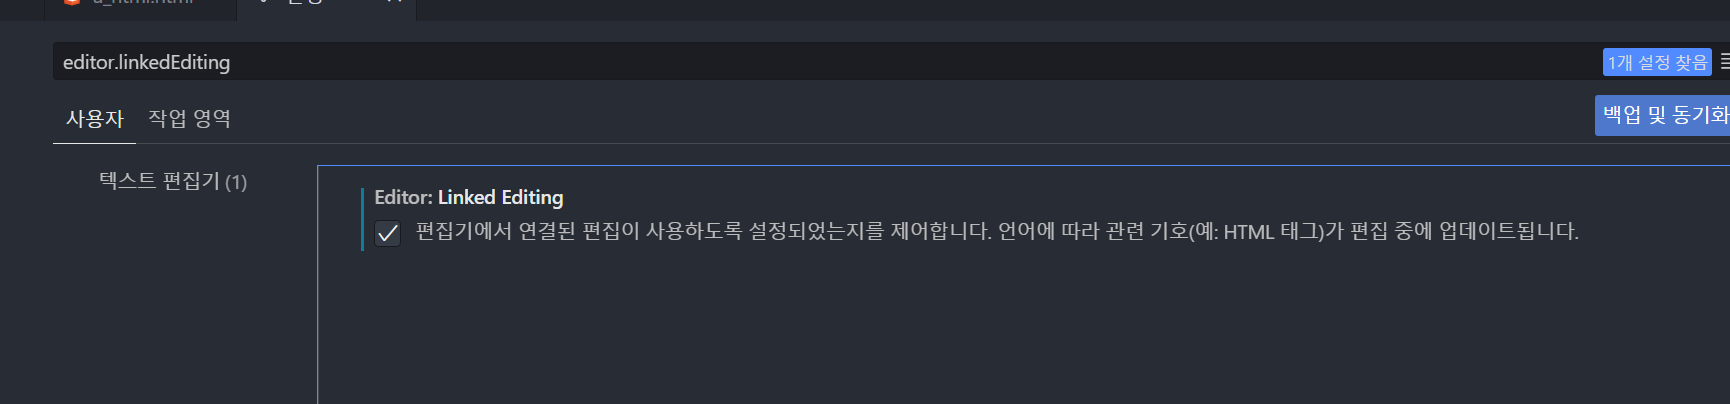 editor.linkedEditing
1개 설정 찾음
사용자 작업 영역
백업 및 동기화
텍스트 편집기 (1)
Editor: Linked Editing
편집기에서 연결된 편집이 사용하도록 설정되었는지를 제어합니다. 언어에 따라 관련 기호(예: HTML 태그)가 편집 중에 업데이트됩니다.